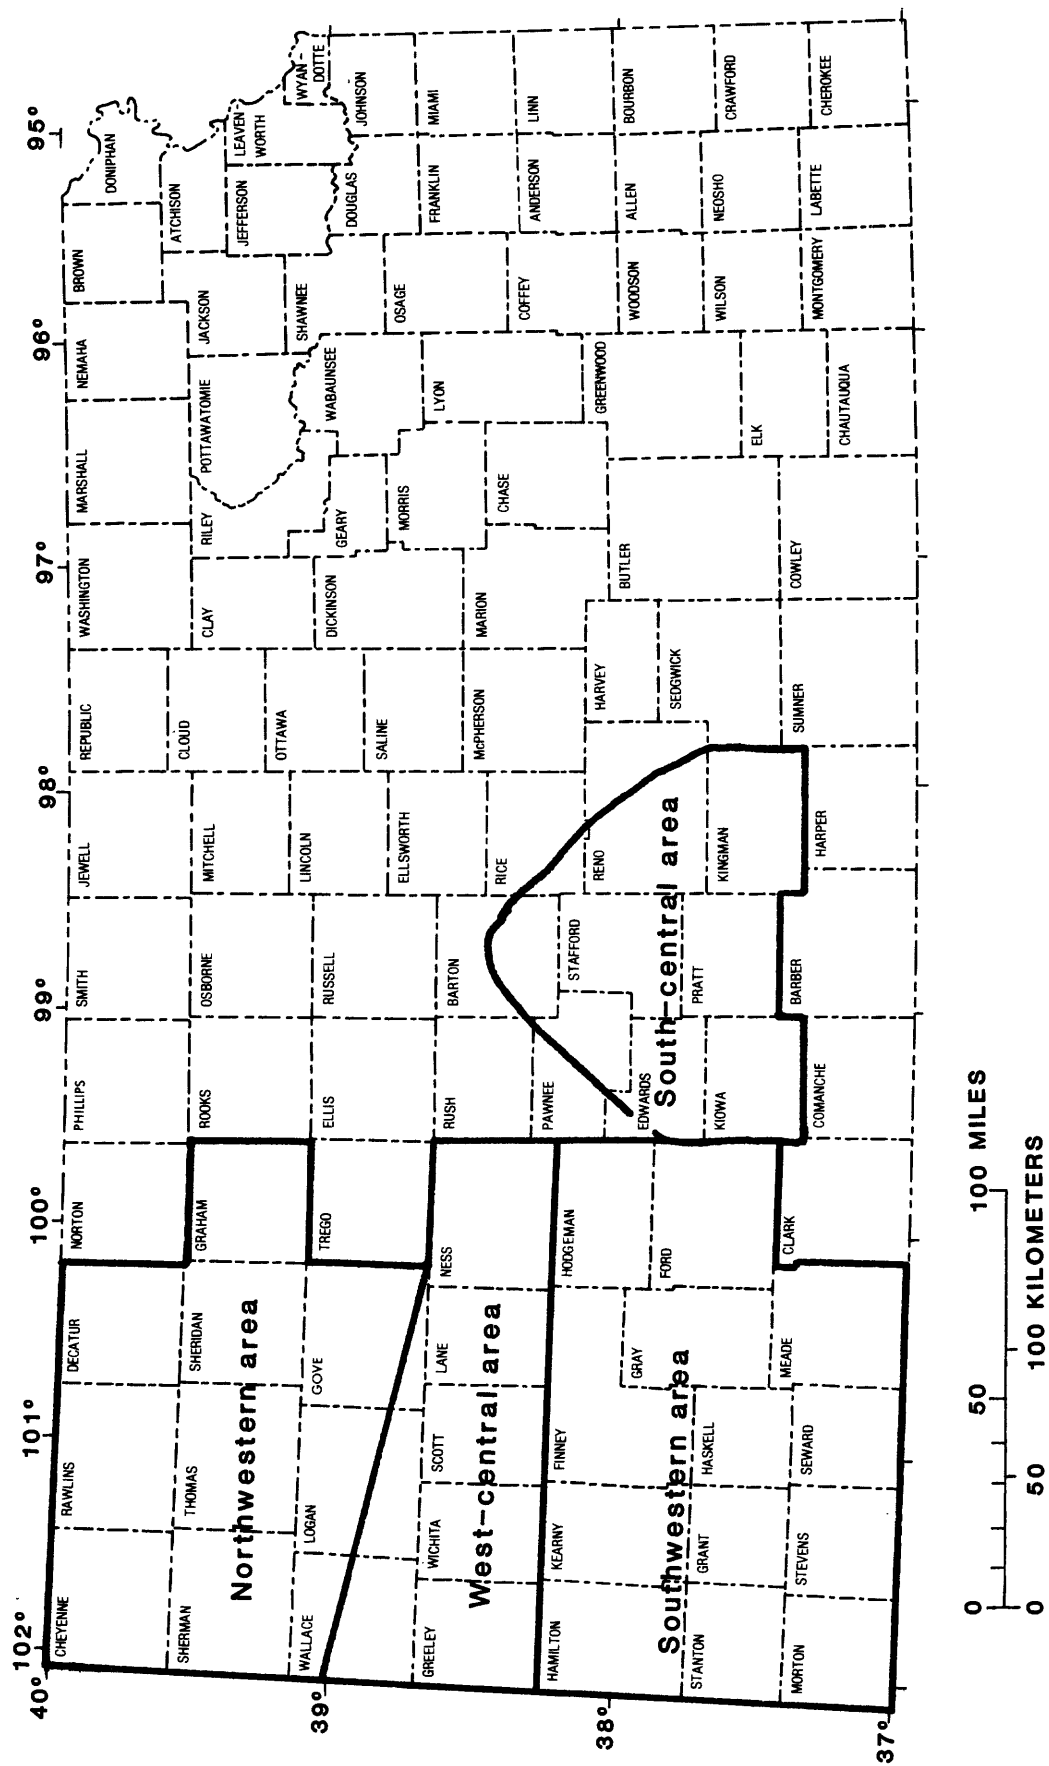 102°
101°
100°
99°
98°
97°
96°
95°
40°
39°
38°
37°
CHEYENNE
RAWLINS
DECATUR
NORTON
PHILLIPS
SMITH
JEWELL
REPUBLIC
WASHINGTON
MARSHALL
NEMAHA
BROWN
DONIPHAN
SHERMAN
THOMAS
SHERIDAN
GRAHAM
ROOKS
OSBORNE
MITCHELL
CLOUD
CLAY
RILEY
POTTAWATOMIE
JACKSON
ATCHISON
Northwestern area
OTTAWA
JEFFERSON
LEAVEN
WORTH
WYAN-
DOTTE
WALLACE
LOGAN
GOVE
TREGO
ELLIS
RUSSELL
LINCOLN
SALINE
DICKINSON
GEARY
WABAUNSEE
SHAWNEE
DOUGLAS
JOHNSON
GREELEY
WICHITA
SCOTT
LANE
NESS
RUSH
BARTON
ELLSWORTH
McPHERSON
MARION
MORRIS
LYON
OSAGE
FRANKLIN
MIAMI
West-central area
RICE
CHASE
COFFEY
ANDERSON
LINN
HAMILTON
KEARNY
FINNEY
HODGEMAN
PAWNEE
STAFFORD
RENO
HARVEY
BUTLER
GREENWOOD
WOODSON
ALLEN
BOURBON
GRAY
FORD
EDWARDS
South-central area
SEDGWICK
Southwestern area
STANTON
GRANT
HASKELL
KIOWA
PRATT
KINGMAN
ELK
WILSON
NEOSHO
CRAWFORD
MORTON
STEVENS
SEWARD
MEADE
CLARK
COMANCHE
BARBER
HARPER
SUMNER
COWLEY
CHAUTAUQUA
MONTGOMERY
LABETTE
CHEROKEE
0 50 100 MILES
0 50 100 KILOMETERS